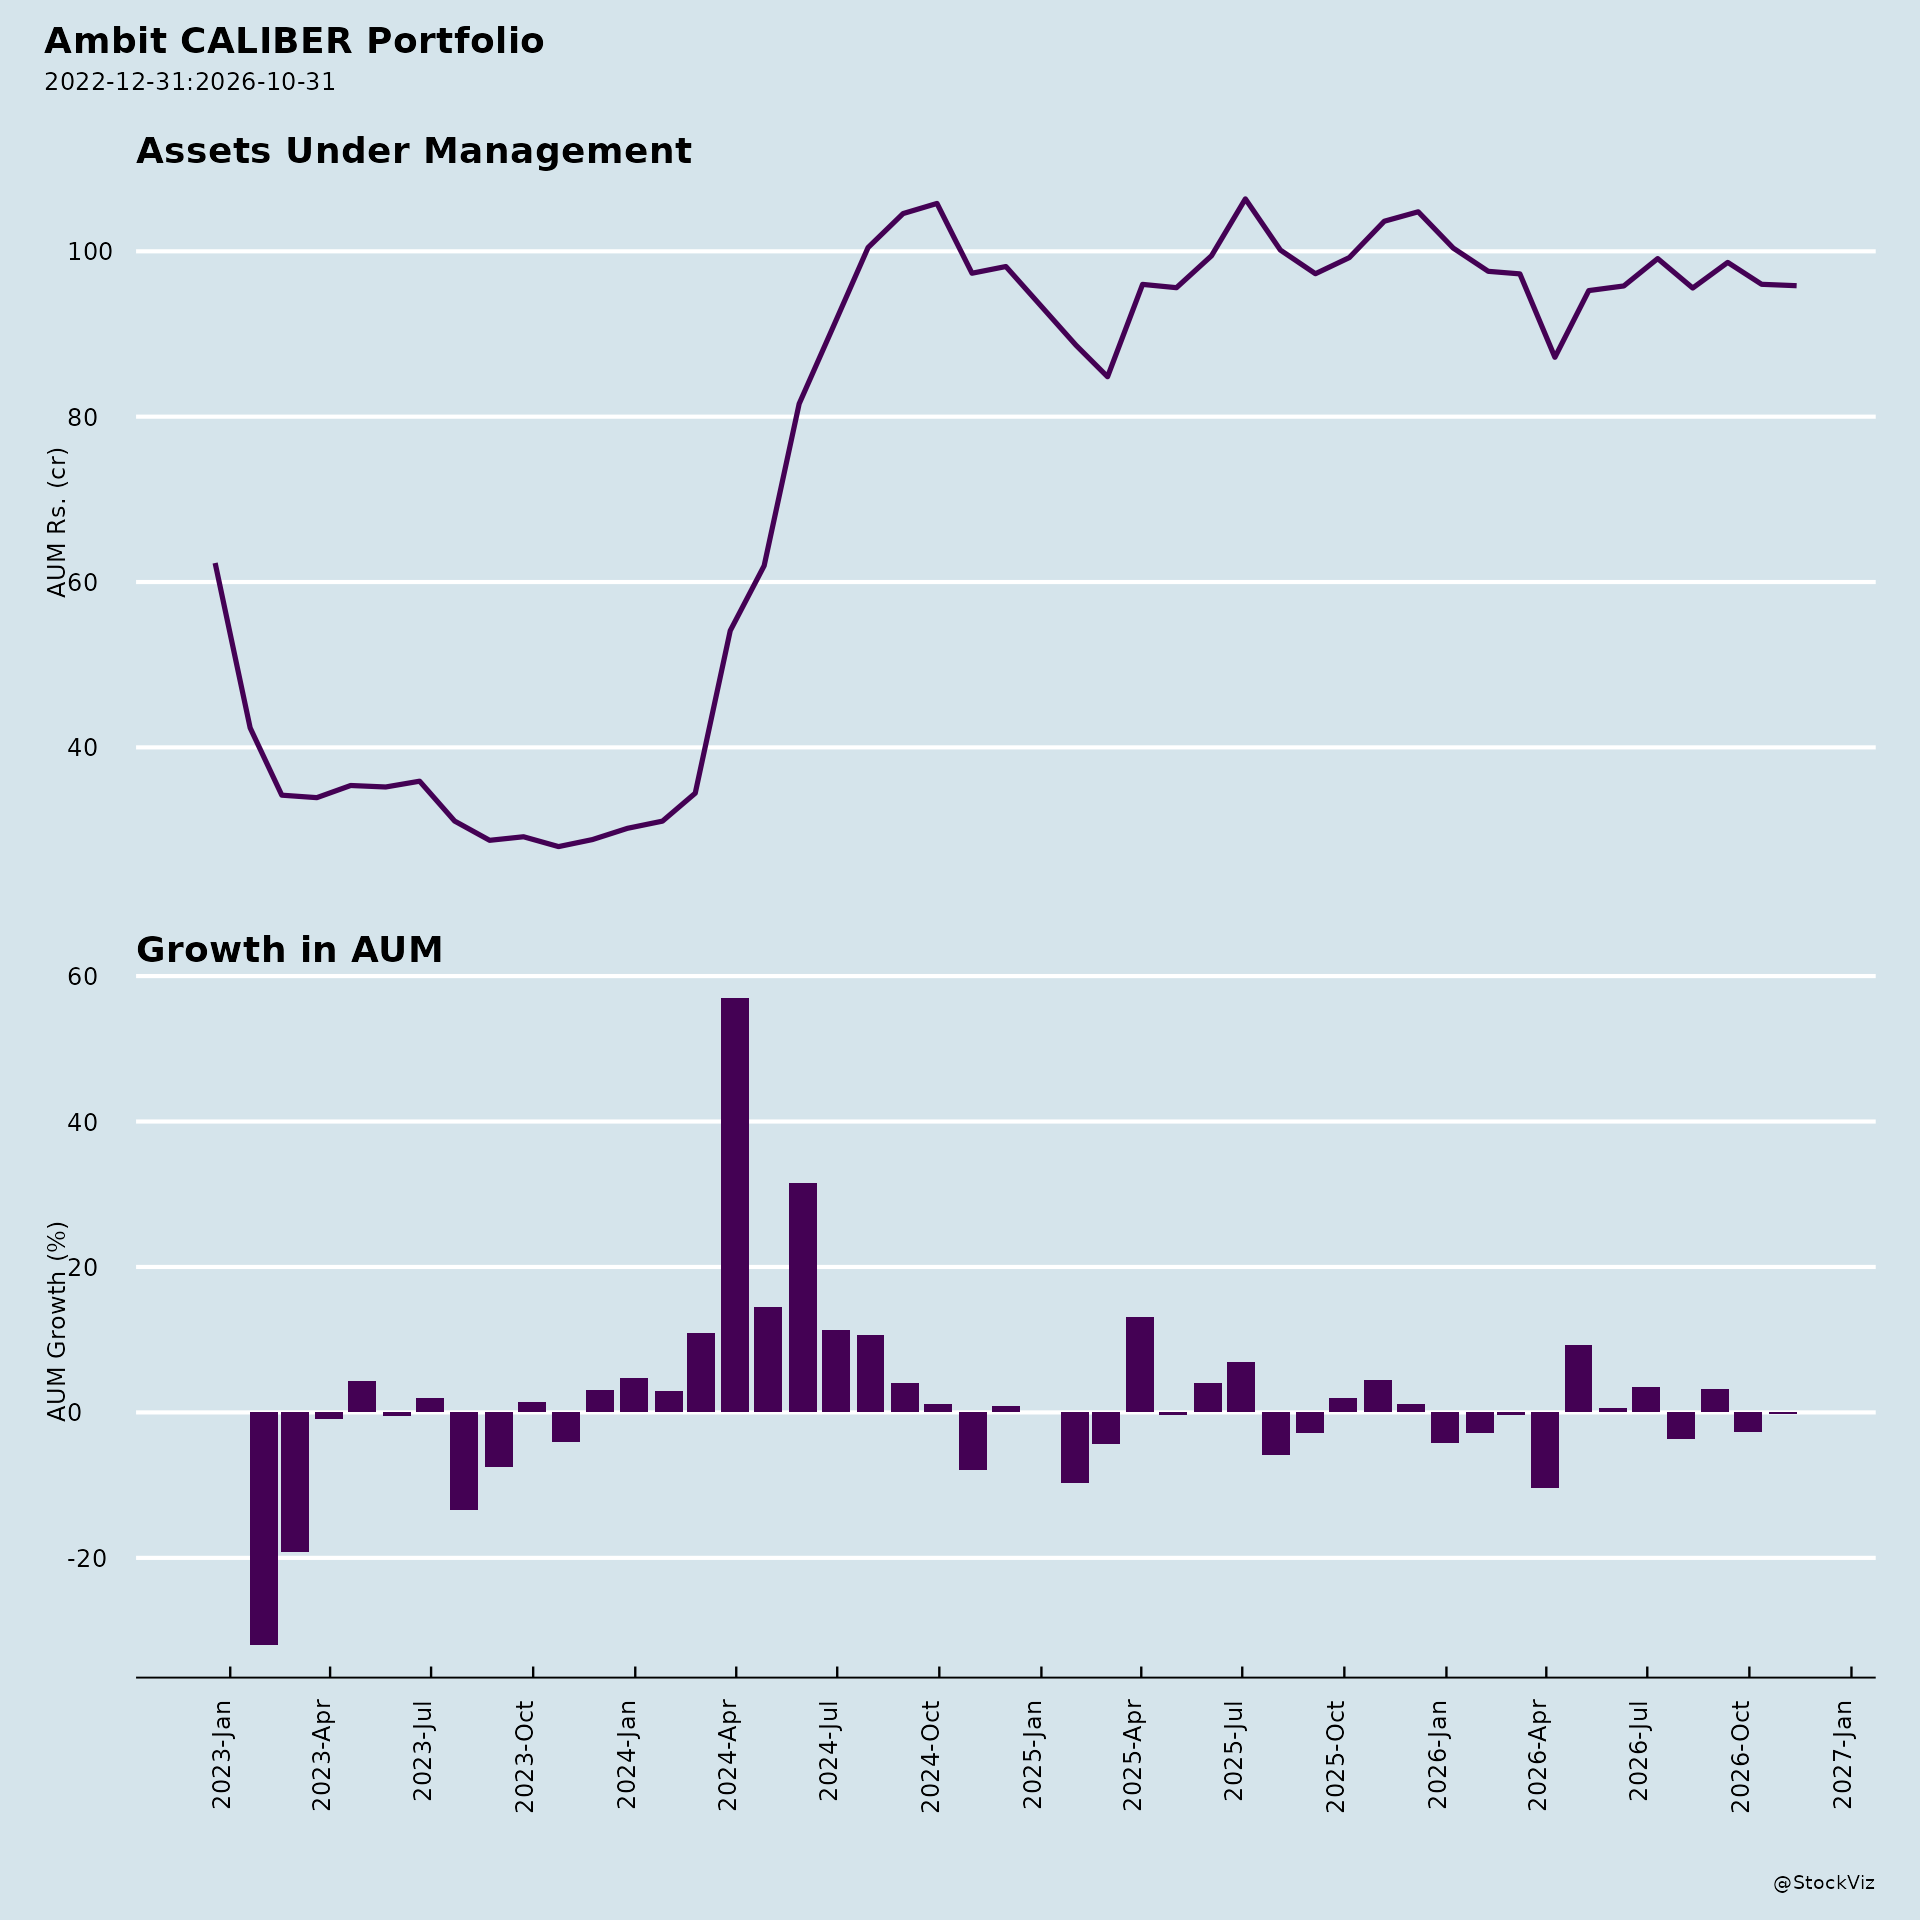 Ambit CALIBER Portfolio
2022-12-31:2026-10-31
Assets Under Management
AUM Rs. (cr)
100
80
60
40
Growth in AUM
AUM Growth (%)
60
40
20
0
-20
2023-Jan
2023-Apr
2023-Jul
2023-Oct
2024-Jan
2024-Apr
2024-Jul
2024-Oct
2025-Jan
2025-Apr
2025-Jul
2025-Oct
2026-Jan
2026-Apr
2026-Jul
2026-Oct
2027-Jan
@StockViz